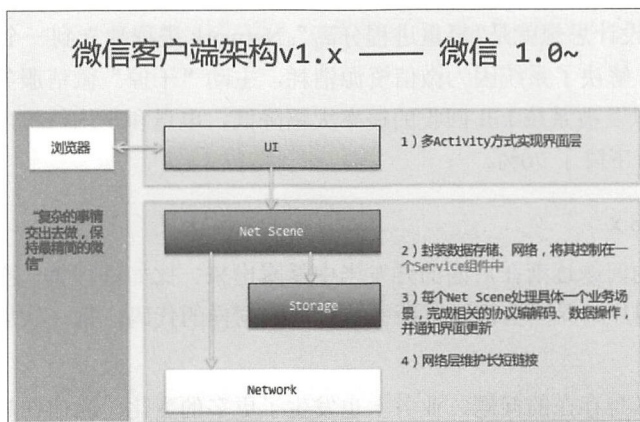 微信客户端架构v1.x —— 微信 1.0~
浏览器
UI
1）多Activity方式实现界面层
"复杂的事情
交出去做，保
持最精简的微
信"
Net Scene
2）封装数据存储、网络，将其控制在一
个Service组件中
Storage
3）每个Net Scene处理具体一个业务场
景，完成相关的协议编解码、数据操作，
并通知界面更新
4）网络层维护长短链接
Network